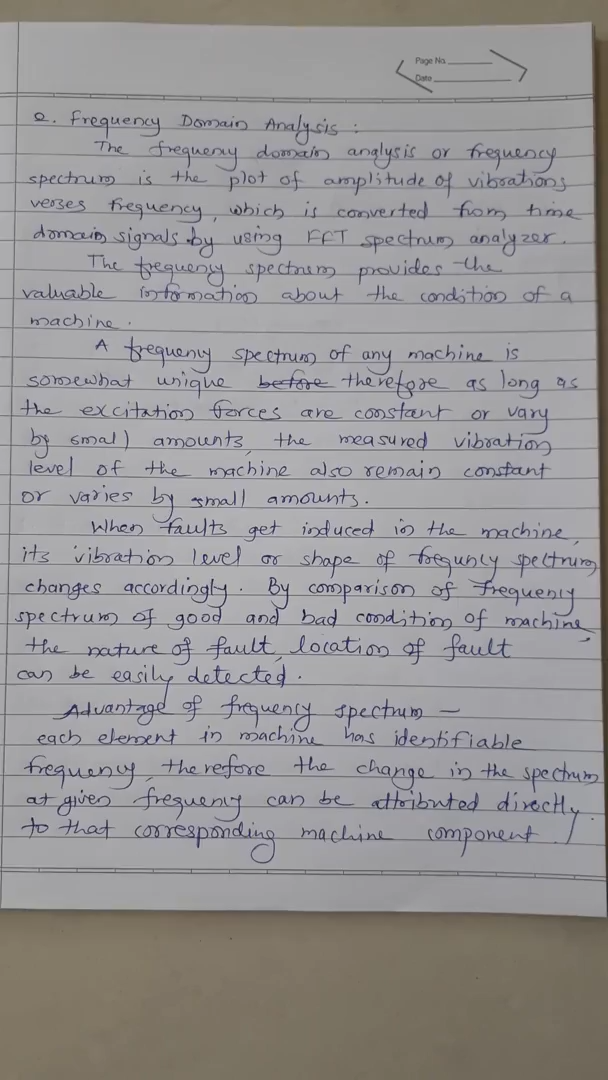 Page No.
Date
2. Frequency Domain Analysis :
The frequency domain analysis or frequency
spectrum is the plot of amplitude of vibrations
verses frequency, which is converted from time
domain signals by using FFT spectrum analyzer.
The frequency spectrum provides the
valuable information about the condition of a
machine.
A frequency spectrum of any machine is
somewhat unique before therefore as long as
the excitation forces are constant or vary
by small amounts, the measured vibration
level of the machine also remain constant
or varies by small amounts.
When faults get induced in the machine,
its vibration level or shape of frequncy spectrum
changes accordingly. By comparison of frequency
spectrum of good and bad condition of machine,
the nature of fault, location of fault
can be easily detected.
Advantage of frequency spectrum —
each element in machine has identifiable
frequency, therefore the change in the spectrum
at given frequency can be attributed directly
to that corresponding machine component.